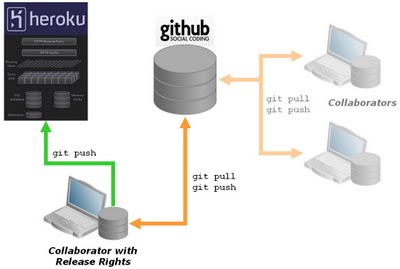 heroku
github
SOCIAL CODING
git pull
git push
Collaborators
git push
git pull
git push
Collaborator with
Release Rights